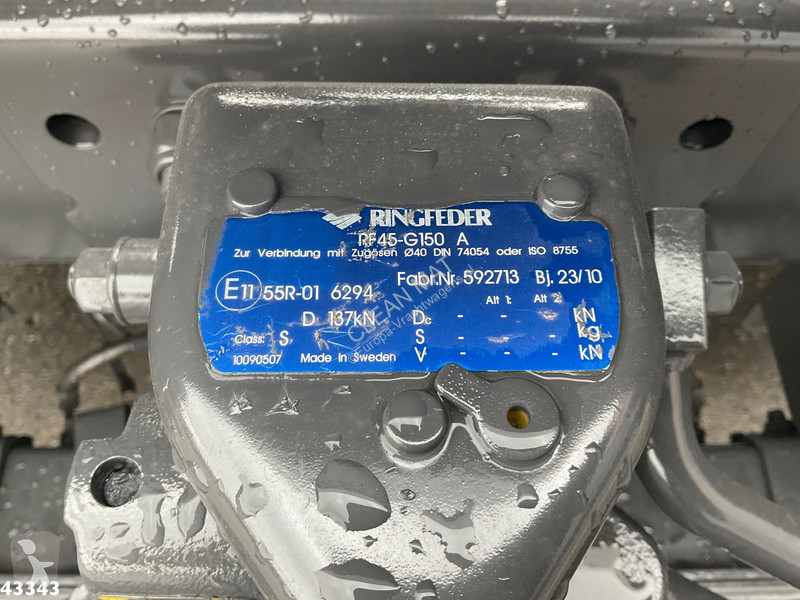 RINGFEDER
RF45-G150 A
Zur Verbindung mit Zugösen Ø40 DIN 74054 oder ISO 8755
E11 55R-01 6294 Fabr.Nr. 592713 Bj. 23/10
Alt 1: Alt 2:
D 137kN Dc - - - kN
Class: S S - - - kg
10090507 Made in Sweden V - - - kN
CLEAN MAT
43343